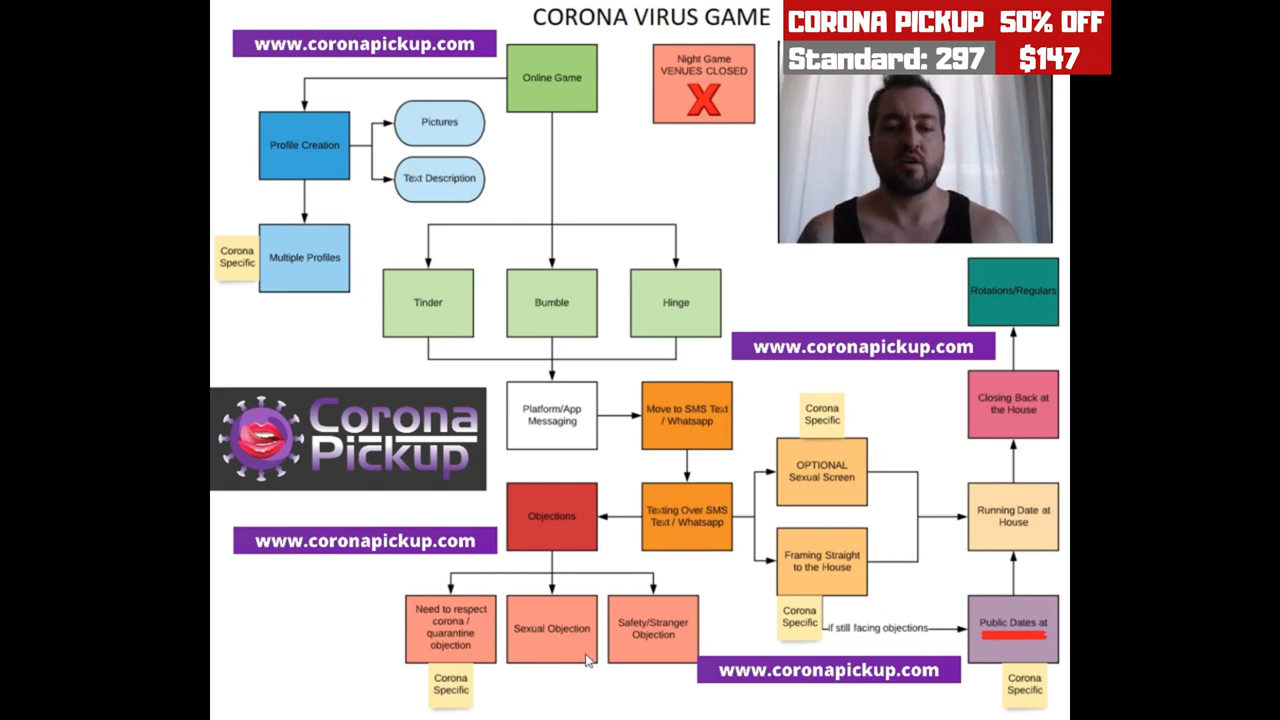 CORONA VIRUS GAME
CORONA PICKUP 50% OFF
Standard: 297 $147
www.coronapickup.com
Online Game
Night Game
VENUES CLOSED
X
Profile Creation
Pictures
Text Description
Corona
Specific
Multiple Profiles
Tinder
Bumble
Hinge
Rotations/Regulars
www.coronapickup.com
Corona
Pickup
Platform/App
Messaging
Move to SMS Text
/ Whatsapp
Corona
Specific
Closing Back at
the House
OPTIONAL
Sexual Screen
Objections
Texting Over SMS
Text / Whatsapp
Running Date at
House
www.coronapickup.com
Framing Straight
to the House
Need to respect
corona /
quarantine
objection
Sexual Objection
Safety/Stranger
Objection
Corona
Specific
if still facing objections
Public Dates at
www.coronapickup.com
Corona
Specific
Corona
Specific